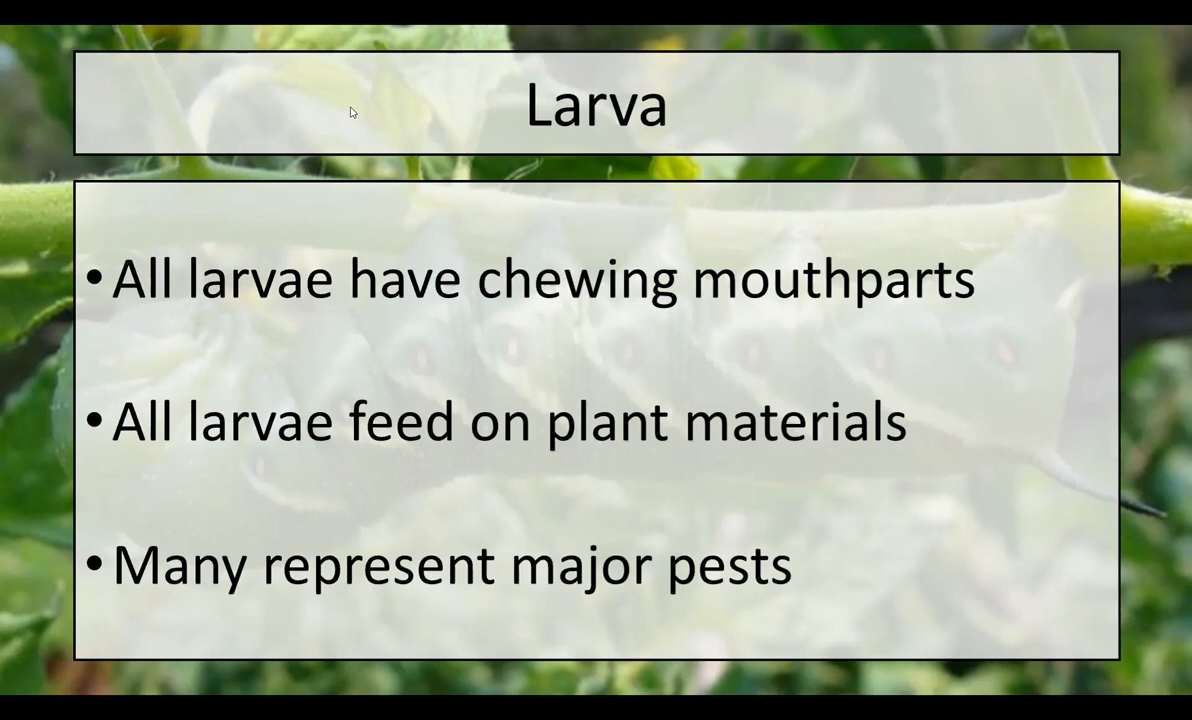 Larva
• All larvae have chewing mouthparts
• All larvae feed on plant materials
• Many represent major pests